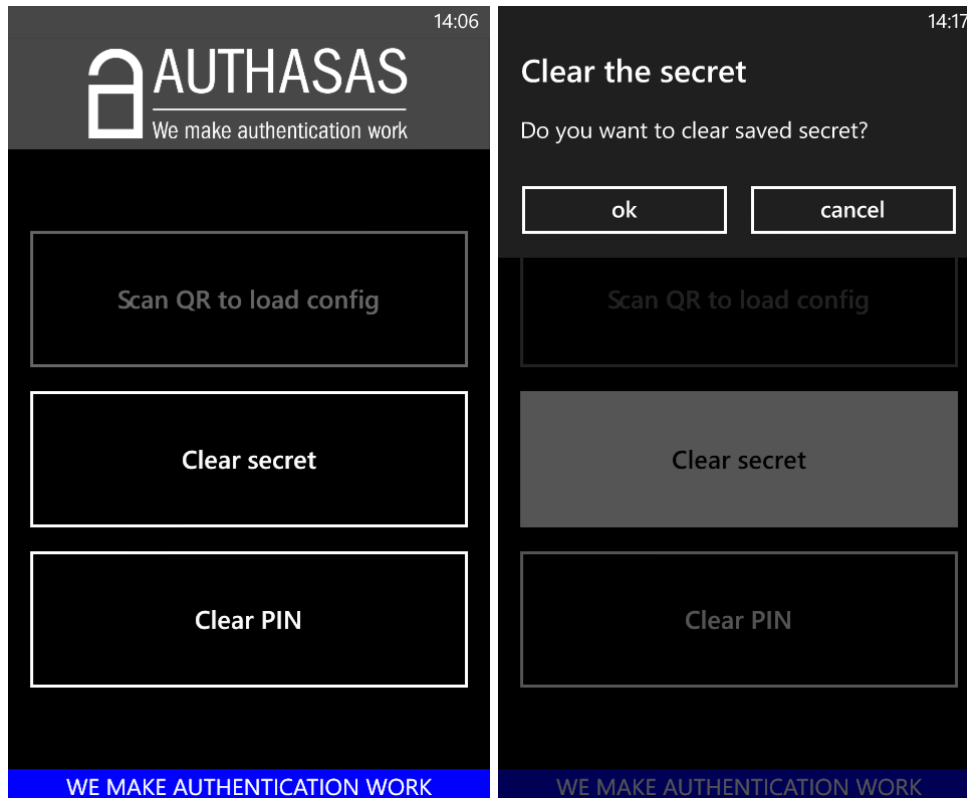 14:06
AUTHASAS
We make authentication work
Scan QR to load config
Clear secret
Clear PIN
WE MAKE AUTHENTICATION WORK
14:17
Clear the secret
Do you want to clear saved secret?
ok
cancel
Scan QR to load config
Clear secret
Clear PIN
WE MAKE AUTHENTICATION WORK